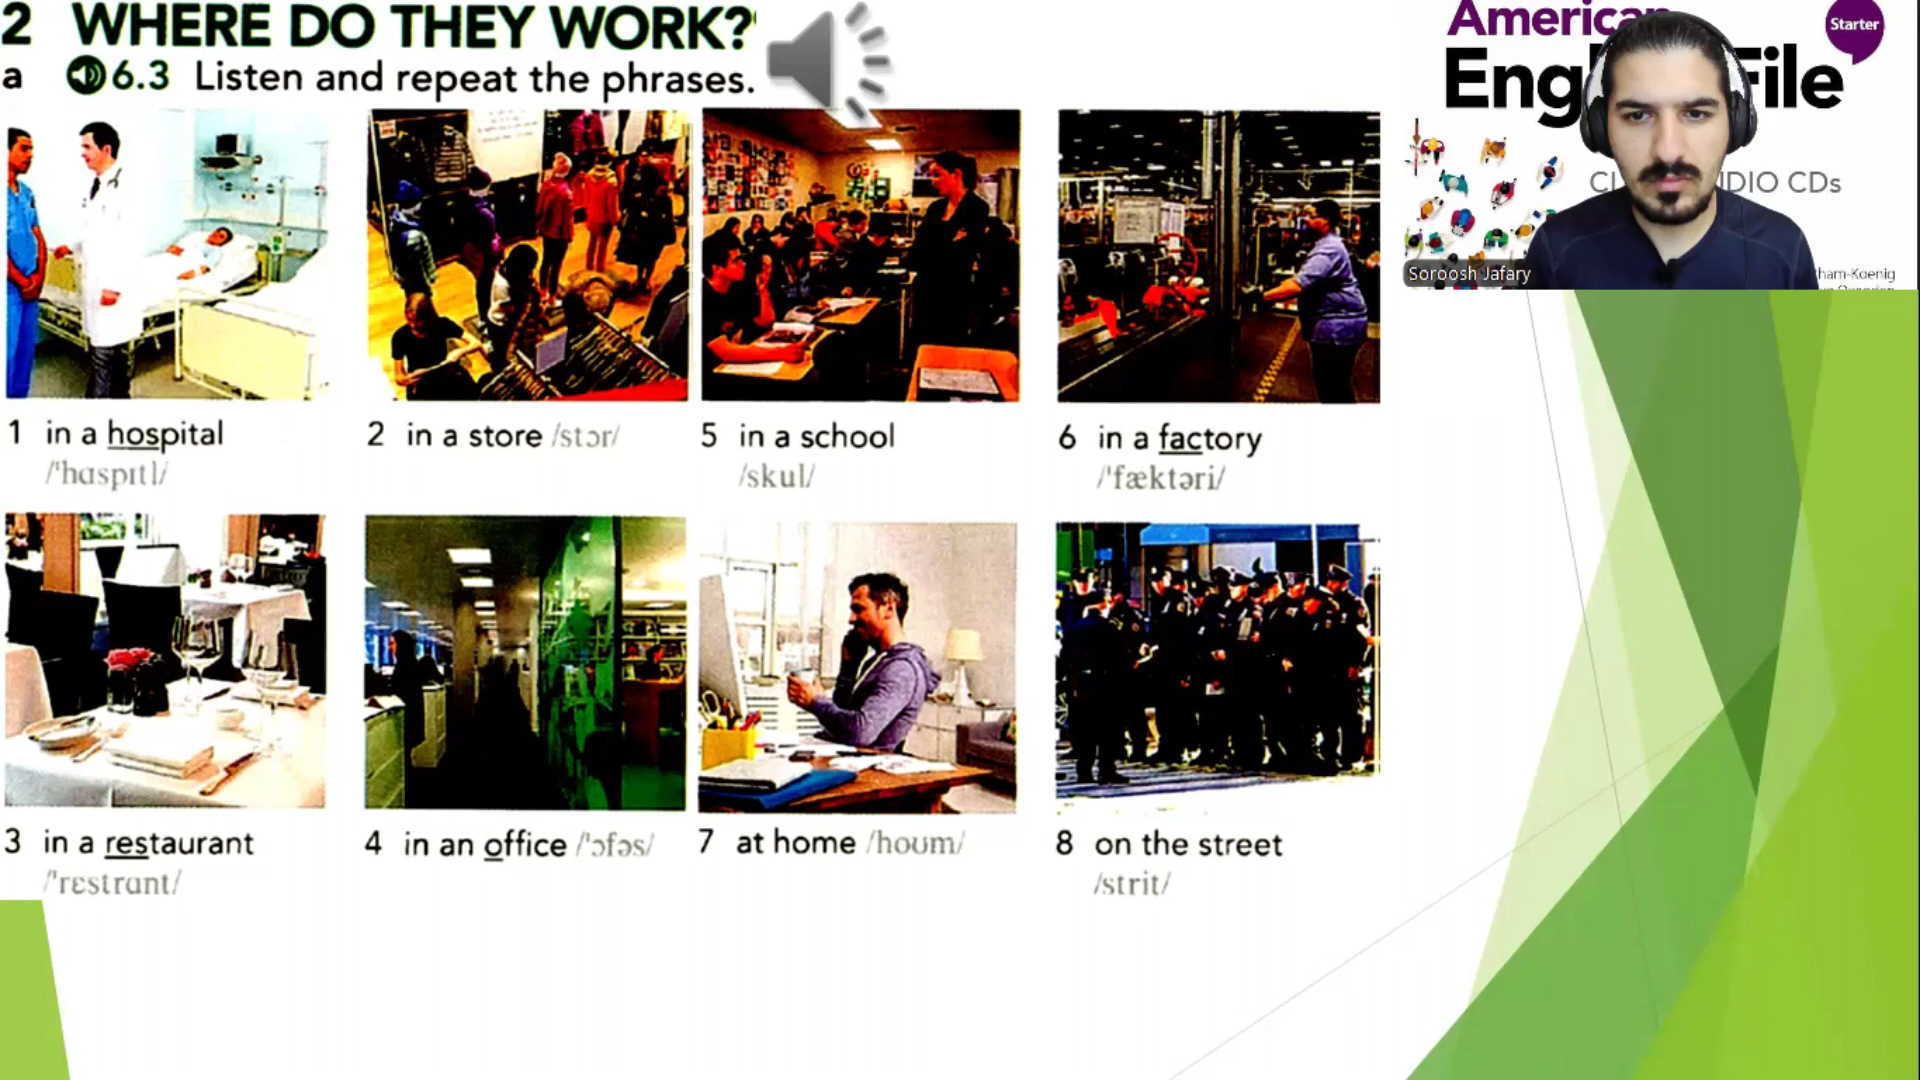 2 WHERE DO THEY WORK?
a 6.3 Listen and repeat the phrases.
1 in a hospital
/ˈhɑspɪtl/
2 in a store /stɔr/
5 in a school
/skul/
6 in a factory
/ˈfæktəri/
3 in a restaurant
/ˈrɛstrɑnt/
4 in an office /ˈɔfəs/
7 at home /hoʊm/
8 on the street
/strit/
American
Starter
File
CDs
Soroosh Jafary